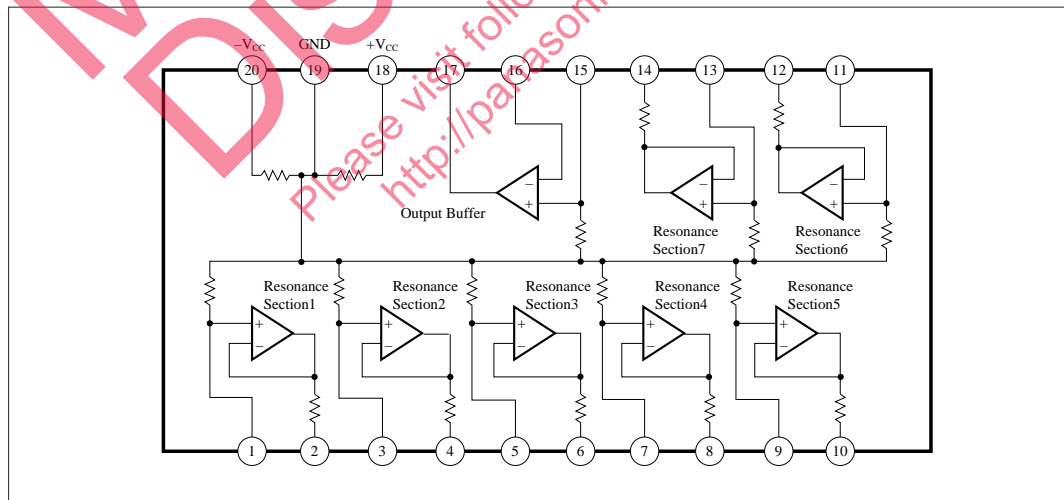 −VCC GND +VCC
20 19 18 17 16 15 14 13 12 11
Please visit follo
http://panason
DIS
− + − + − +
Output Buffer
Resonance
Section7
Resonance
Section6
Resonance
Section1
Resonance
Section2
Resonance
Section3
Resonance
Section4
Resonance
Section5
+ + + + +
− − − − −
1 2 3 4 5 6 7 8 9 10